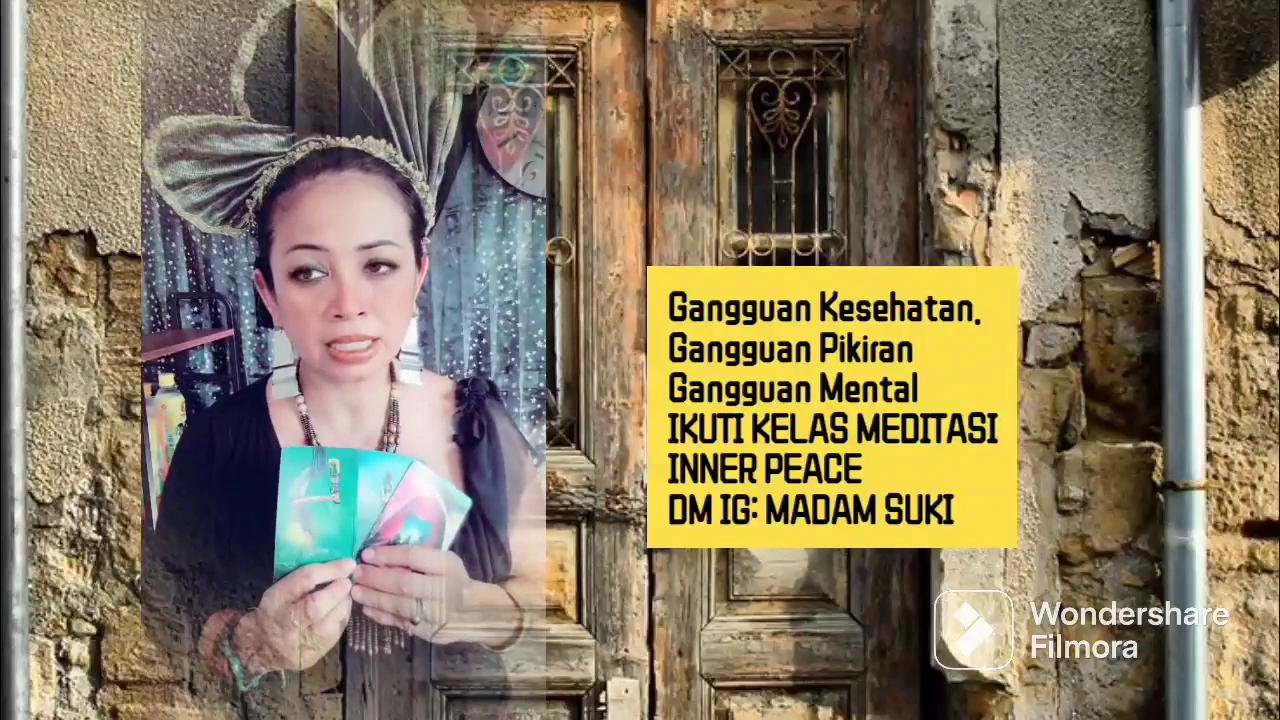 Gangguan Kesehatan,
Gangguan Pikiran
Gangguan Mental
IKUTI KELAS MEDITASI
INNER PEACE
DM IG: MADAM SUKI
Wondershare
Filmora